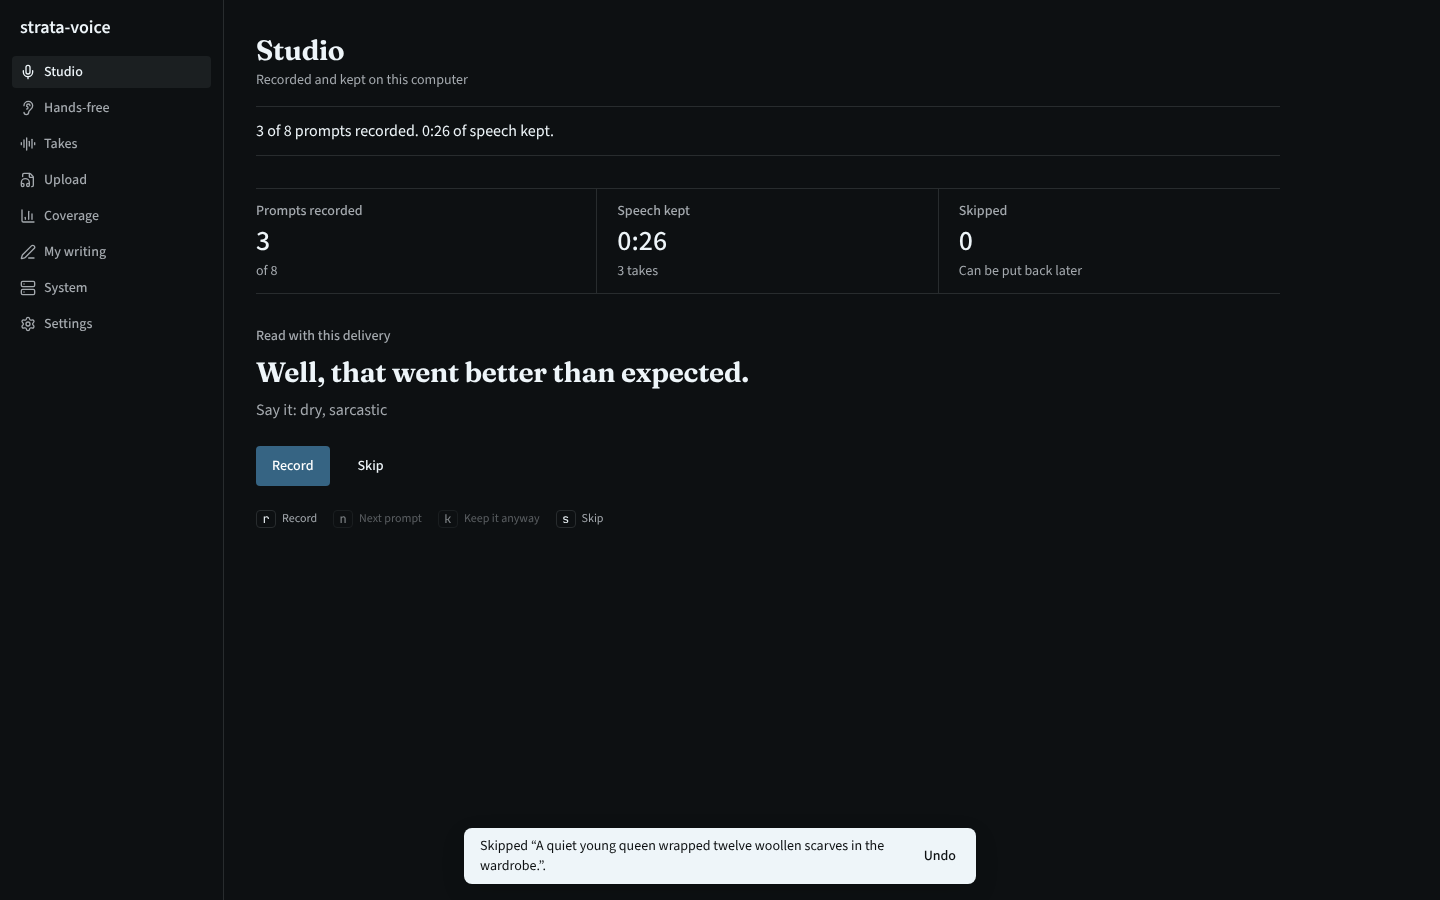 strata-voice
Studio
Hands-free
Takes
Upload
Coverage
My writing
System
Settings
Studio
Recorded and kept on this computer
3 of 8 prompts recorded. 0:26 of speech kept.
Prompts recorded
3
of 8
Speech kept
0:26
3 takes
Skipped
0
Can be put back later
Read with this delivery
Well, that went better than expected.
Say it: dry, sarcastic
Record Skip
r Record n Next prompt k Keep it anyway s Skip
Skipped “A quiet young queen wrapped twelve woollen scarves in the
wardrobe.”.
Undo